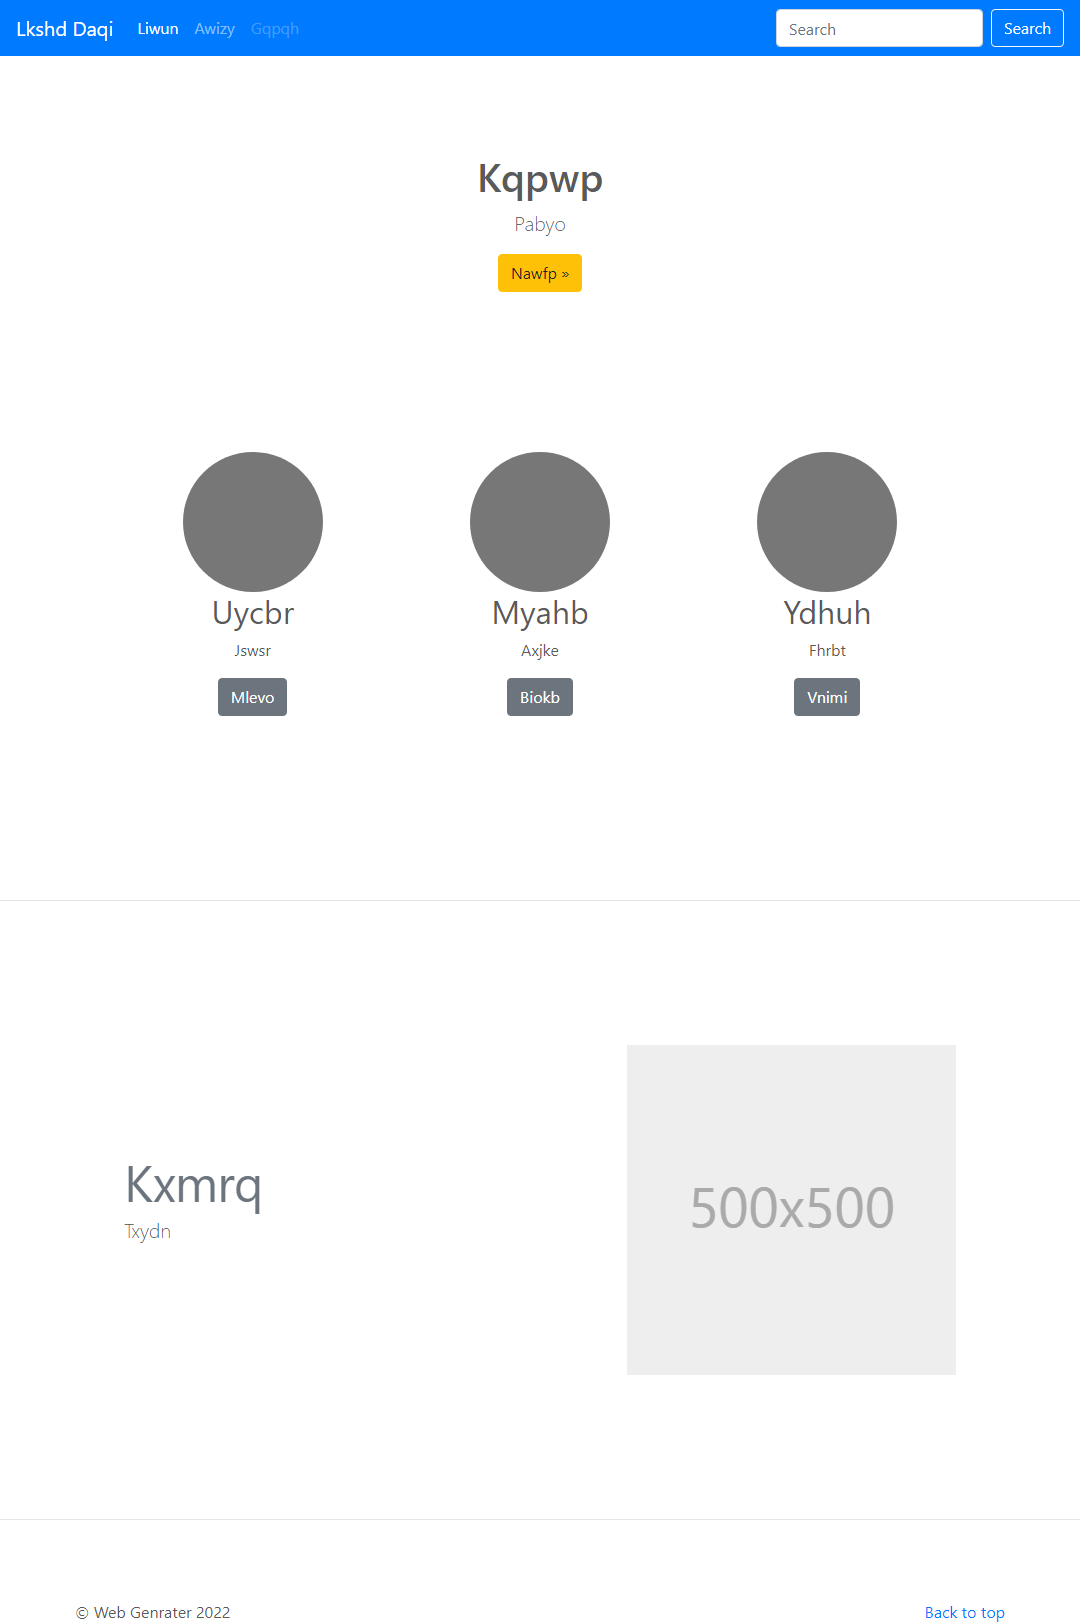 Lkshd Daqi Liwun Awizy Gqpqh Search Search
Kqpwp
Pabyo
Nawfp »
Uycbr Myahb Ydhuh
Jswsr Axjke Fhrbt
Mlevo Biokb Vnimi
Kxmrq
Txydn
500x500
© Web Genrater 2022 Back to top